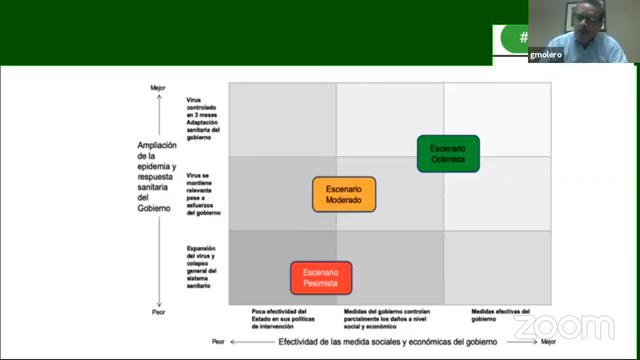 #
gmolero
Mejor
Ampliación
de la
epidemia y
respuesta
sanitaria
del
Gobierno
Peor
Virus
controlado
en 3 meses
Adaptación
sanitaria del
gobierno
Virus se
mantiene
relevante
pese a
esfuerzos
del gobierno
Expansión
del virus y
colapso
general del
sistema
sanitario
Escenario
Optimista
Escenario
Moderado
Escenario
Pesimista
Poca efectividad del
Estado en sus políticas
de intervención
Medidas del gobierno controlan
parcialmente los daños a nivel
social y económico
Medidas efectivas del
gobierno
Peor
Efectividad de las medida sociales y económicas del gobierno
Mejor
zoom